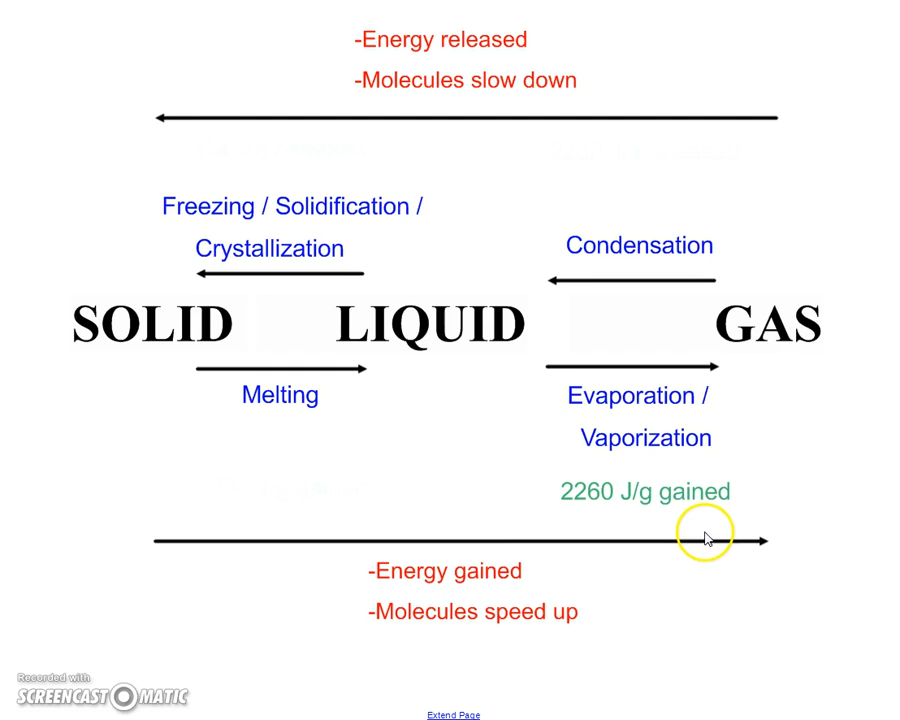 -Energy released
-Molecules slow down
Freezing / Solidification /
Crystallization
Condensation
SOLID
LIQUID
GAS
Melting
Evaporation /
Vaporization
2260 J/g gained
-Energy gained
-Molecules speed up
Recorded with
SCREENCAST-O-MATIC
Extend Page